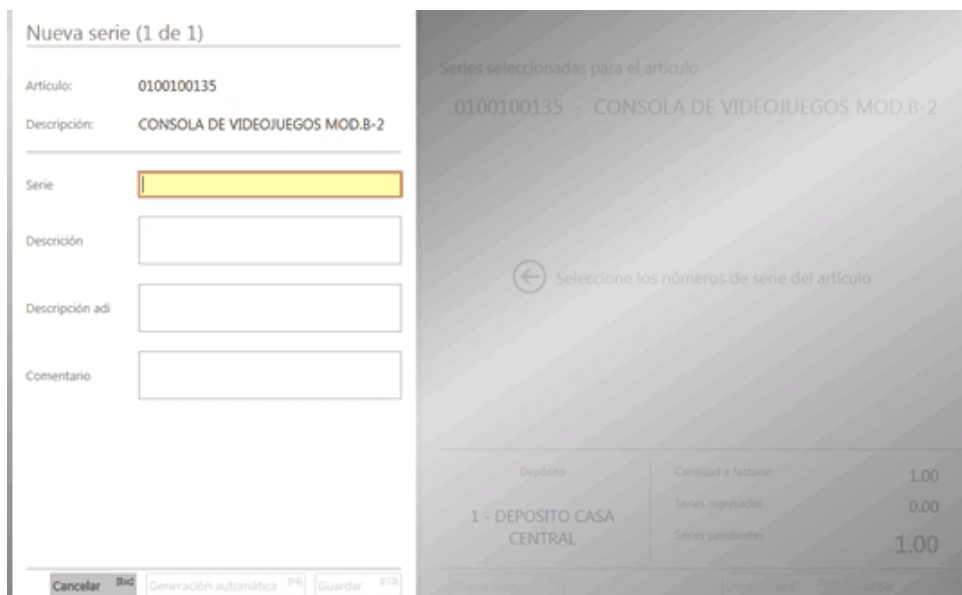 Nueva serie (1 de 1)
Artículo: 0100100135
Descripción: CONSOLA DE VIDEOJUEGOS MOD.B-2
Serie
Descrición
Descripción adi
Comentario
Cancelar [Esc] Generación automática [F4] Guardar [F10]
Series seleccionadas para el artículo
0100100135 - CONSOLA DE VIDEOJUEGOS MOD.B-2
Seleccione los números de serie del artículo
Depósito
1 - DEPOSITO CASA
CENTRAL
Cantidad a facturar 1.00
Series ingresadas 0.00
Series pendientes 1.00